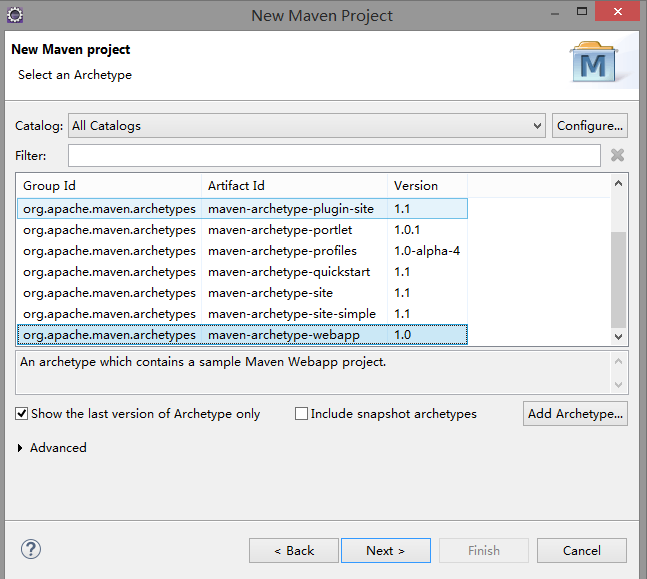 New Maven Project
New Maven project
Select an Archetype
M
Catalog: All Catalogs Configure...
Filter:
Group Id Artifact Id Version
org.apache.maven.archetypes maven-archetype-plugin-site 1.1
org.apache.maven.archetypes maven-archetype-portlet 1.0.1
org.apache.maven.archetypes maven-archetype-profiles 1.0-alpha-4
org.apache.maven.archetypes maven-archetype-quickstart 1.1
org.apache.maven.archetypes maven-archetype-site 1.1
org.apache.maven.archetypes maven-archetype-site-simple 1.1
org.apache.maven.archetypes maven-archetype-webapp 1.0
An archetype which contains a sample Maven Webapp project.
Show the last version of Archetype only Include snapshot archetypes Add Archetype...
Advanced
? < Back Next > Finish Cancel